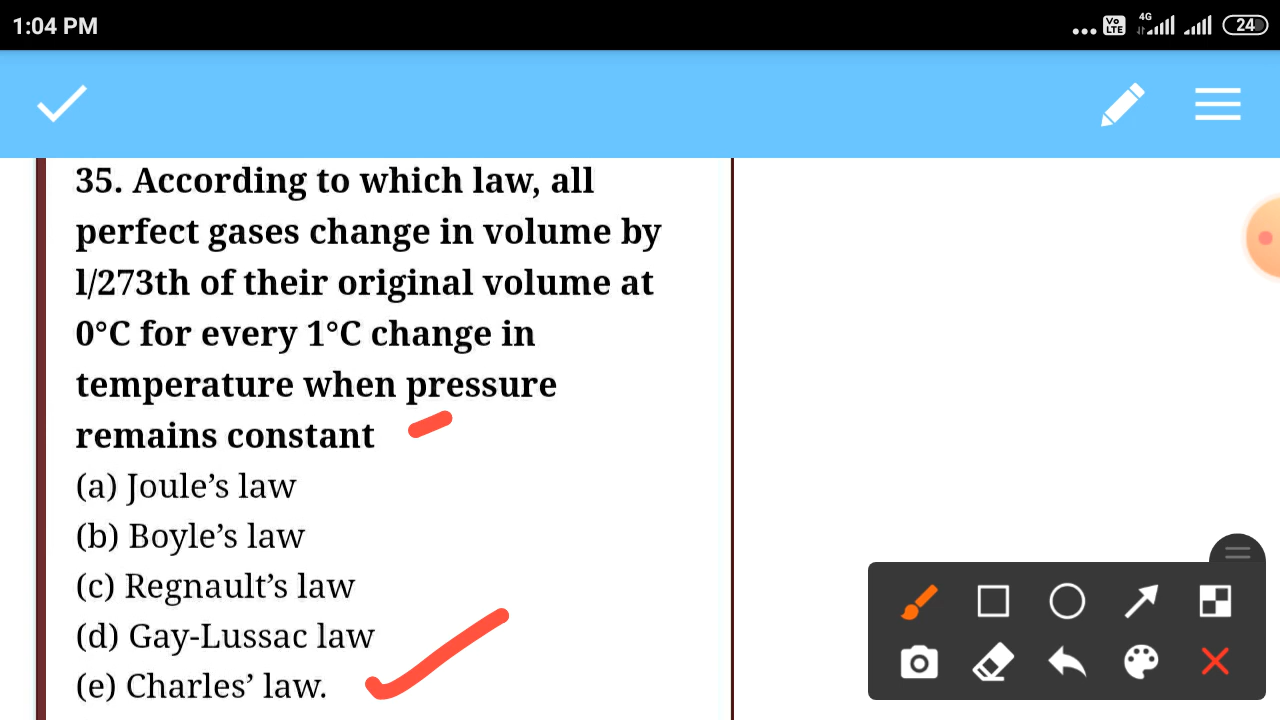 1:04 PM
Vo LTE 4G 24
35. According to which law, all
perfect gases change in volume by
l/273th of their original volume at
0°C for every 1°C change in
temperature when pressure
remains constant
(a) Joule’s law
(b) Boyle’s law
(c) Regnault’s law
(d) Gay-Lussac law
(e) Charles’ law.